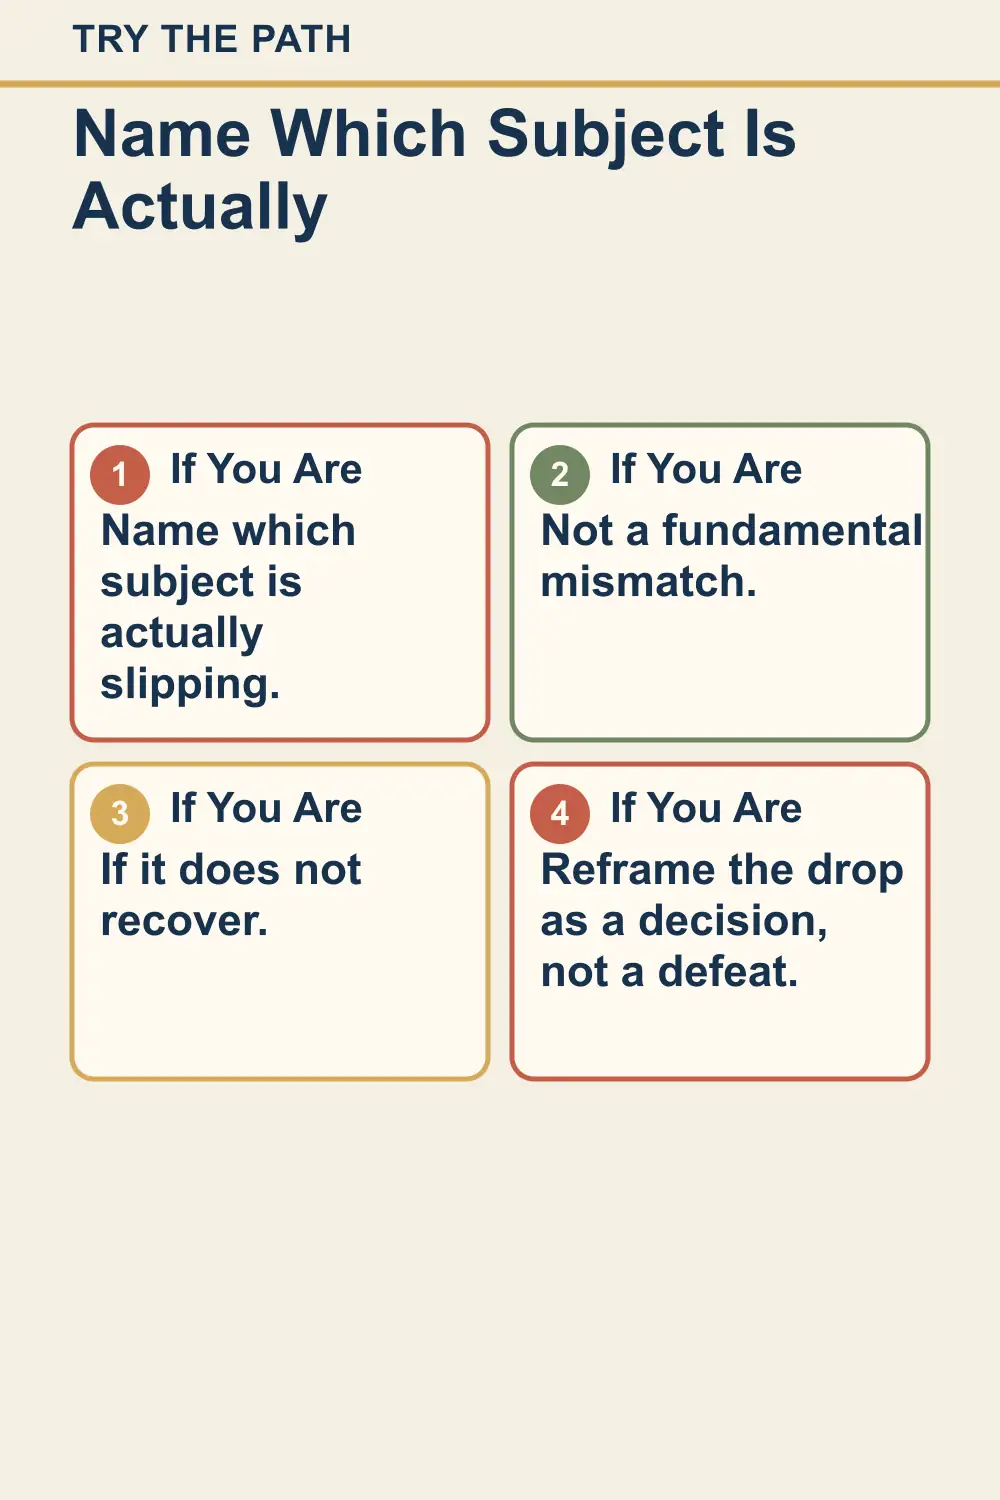 TRY THE PATH
Name Which Subject Is
Actually
1 If You Are
Name which
subject is
actually
slipping.
2 If You Are
Not a fundamental
mismatch.
3 If You Are
If it does not
recover.
4 If You Are
Reframe the drop
as a decision,
not a defeat.